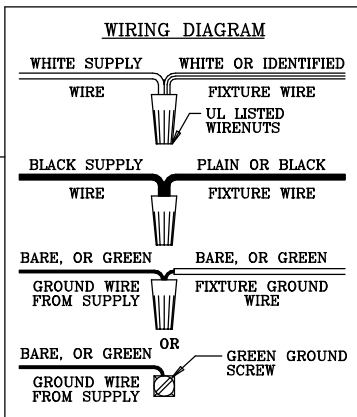 WIRING DIAGRAM
WHITE SUPPLY WIRE
WHITE OR IDENTIFIED FIXTURE WIRE
UL LISTED
WIRENUTS
BLACK SUPPLY WIRE
PLAIN OR BLACK FIXTURE WIRE
BARE, OR GREEN
GROUND WIRE
FROM SUPPLY
BARE, OR GREEN
FIXTURE GROUND
WIRE
OR
BARE, OR GREEN
GROUND WIRE
FROM SUPPLY
GREEN GROUND
SCREW